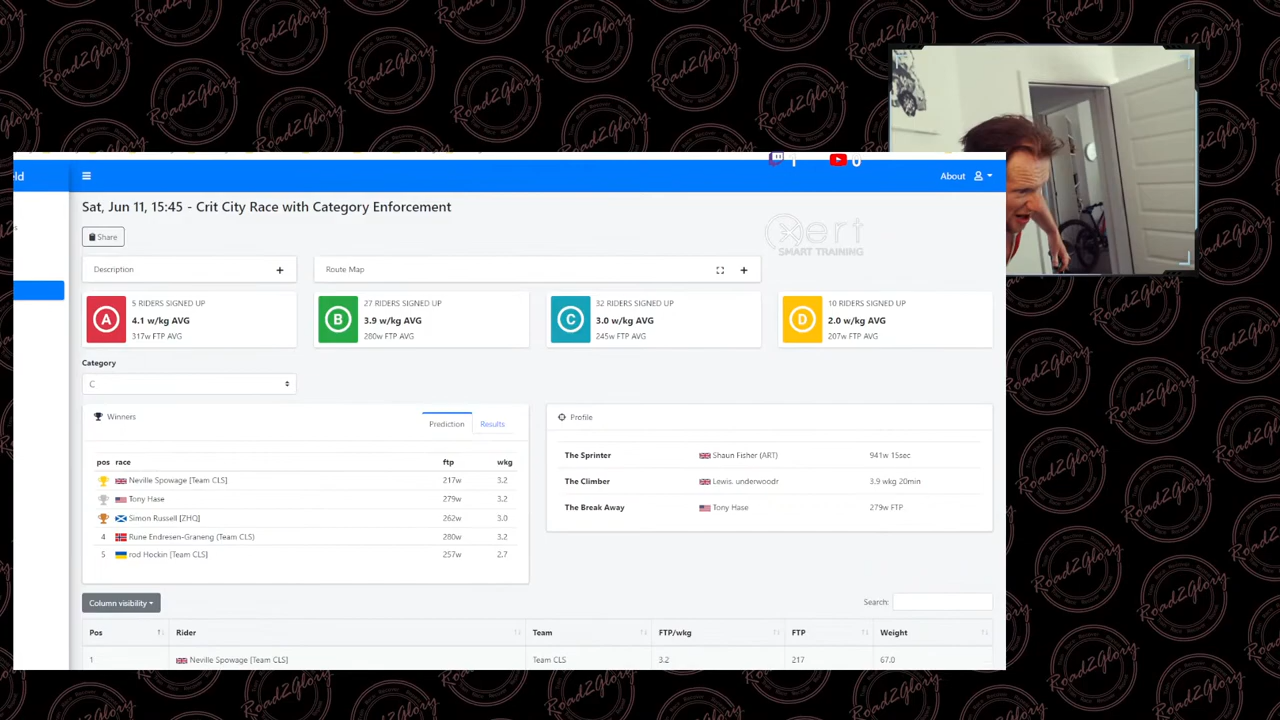 Road2Glory
eld
About
1
0
Sat, Jun 11, 15:45 - Crit City Race with Category Enforcement
Share
xert
SMART TRAINING
Description
Route Map
A
5 RIDERS SIGNED UP
4.1 w/kg AVG
317w FTP AVG
B
27 RIDERS SIGNED UP
3.9 w/kg AVG
280w FTP AVG
C
32 RIDERS SIGNED UP
3.0 w/kg AVG
245w FTP AVG
D
10 RIDERS SIGNED UP
2.0 w/kg AVG
207w FTP AVG
Category
C
Winners
Prediction
Results
pos race ftp wkg
Neville Spowage [Team CLS] 217w 3.2
Tony Hase 279w 3.2
Simon Russell [ZHQ] 262w 3.0
4 Rune Endresen-Graneng (Team CLS) 280w 3.2
5 rod Hockin [Team CLS] 257w 2.7
Profile
The Sprinter Shaun Fisher (ART) 941w 15sec
The Climber Lewis. underwoodr 3.9 wkg 20min
The Break Away Tony Hase 279w FTP
Column visibility
Search:
Pos Rider Team FTP/wkg FTP Weight
1 Neville Spowage [Team CLS] Team CLS 3.2 217 67.0